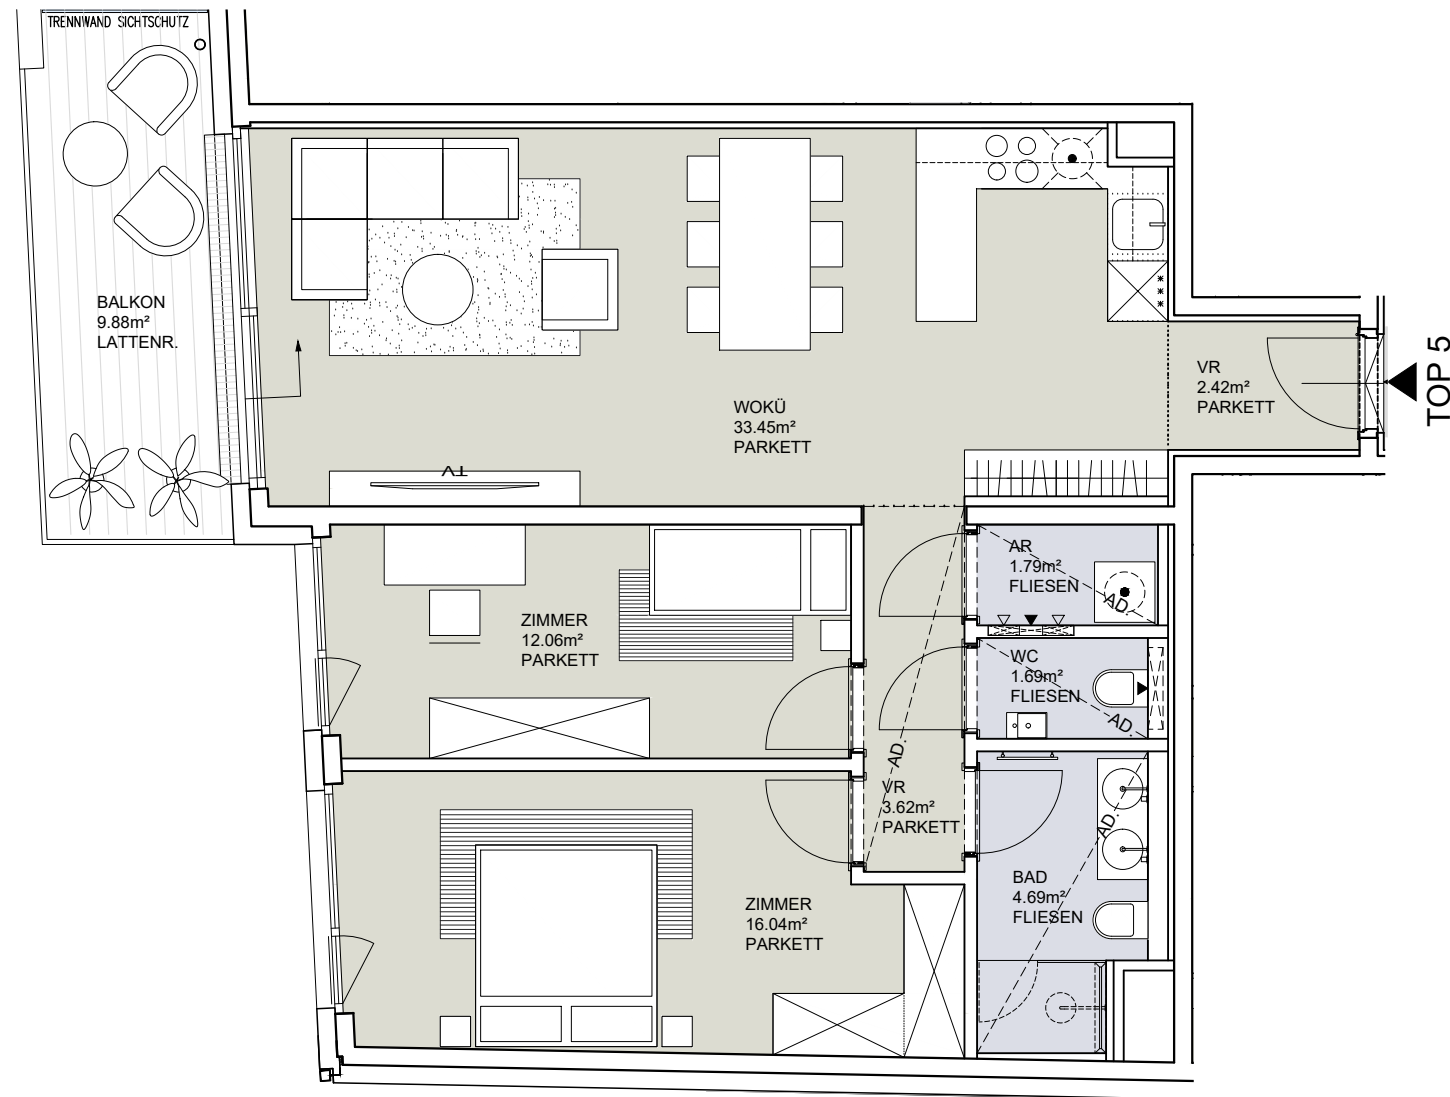 TRENNWAND SICHTSCHUTZ
BALKON
9.88m²
LATTENR.
WOKÜ
33.45m²
PARKETT
VR
2.42m²
PARKETT
TOP 5
TV
AR
1.79m²
FLIESEN
AD.
ZIMMER
12.06m²
PARKETT
WC
1.69m²
FLIESEN
AD.
AD.
VR
3.62m²
PARKETT
AD.
BAD
4.69m²
FLIESEN
ZIMMER
16.04m²
PARKETT